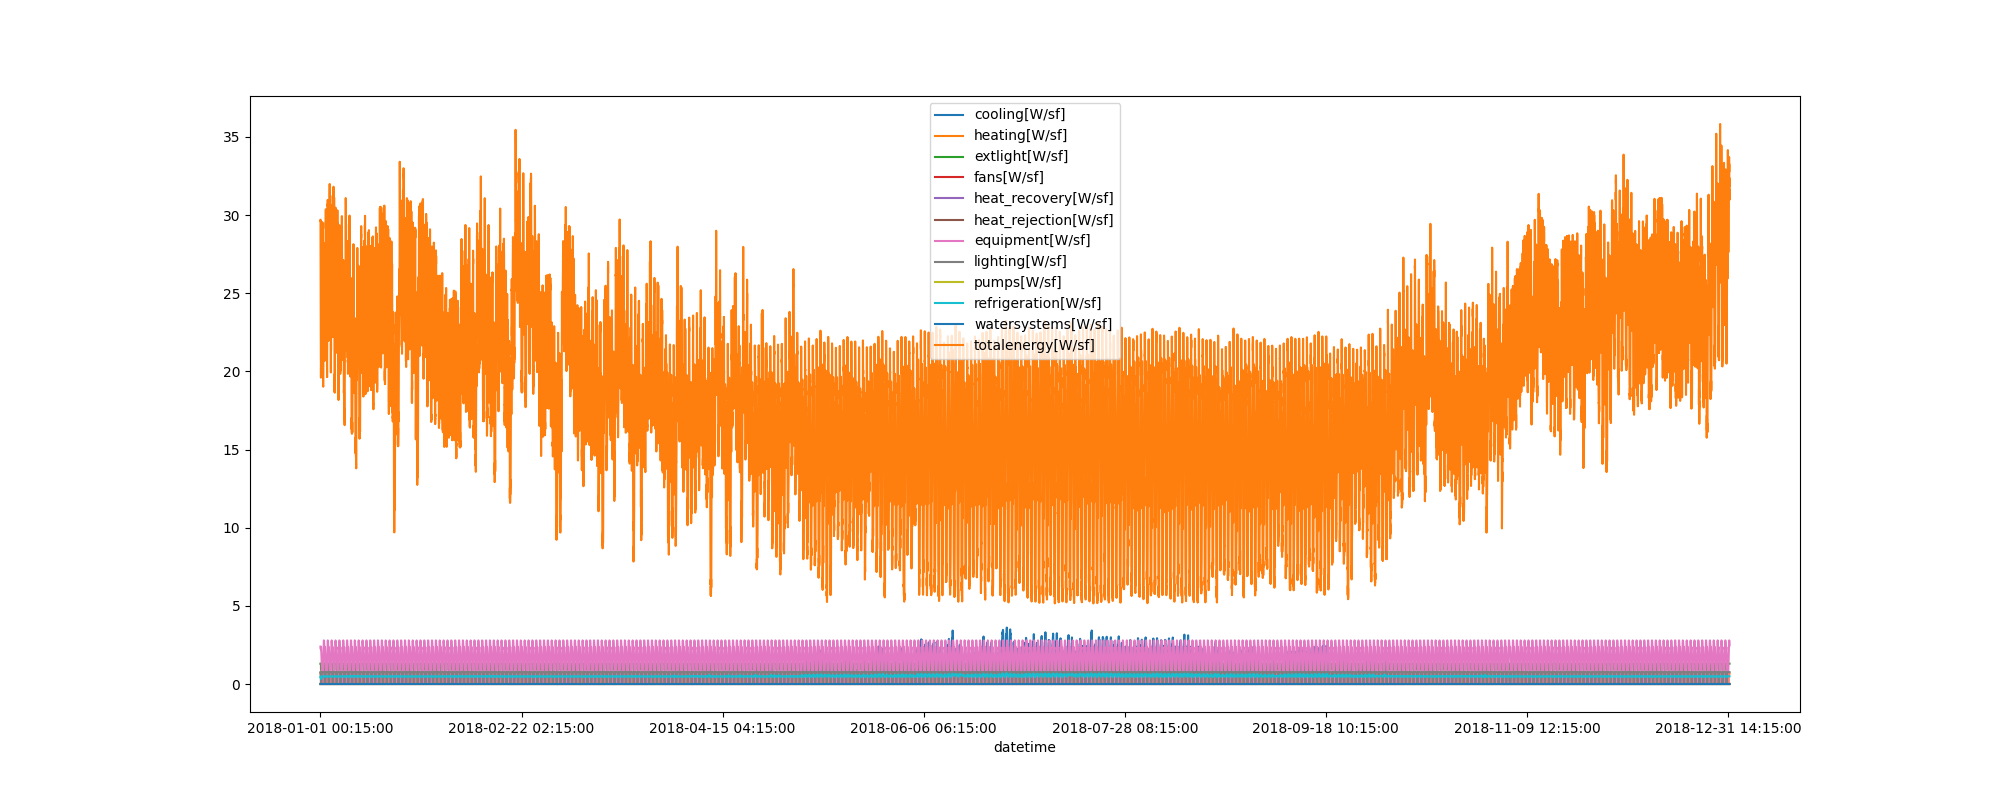 cooling[W/sf]
heating[W/sf]
extlight[W/sf]
fans[W/sf]
heat_recovery[W/sf]
heat_rejection[W/sf]
equipment[W/sf]
lighting[W/sf]
pumps[W/sf]
refrigeration[W/sf]
watersystems[W/sf]
totalenergy[W/sf]
35
30
25
20
15
10
5
0
2018-01-01 00:15:00 2018-02-22 02:15:00 2018-04-15 04:15:00 2018-06-06 06:15:00 2018-07-28 08:15:00 2018-09-18 10:15:00 2018-11-09 12:15:00 2018-12-31 14:15:00
datetime